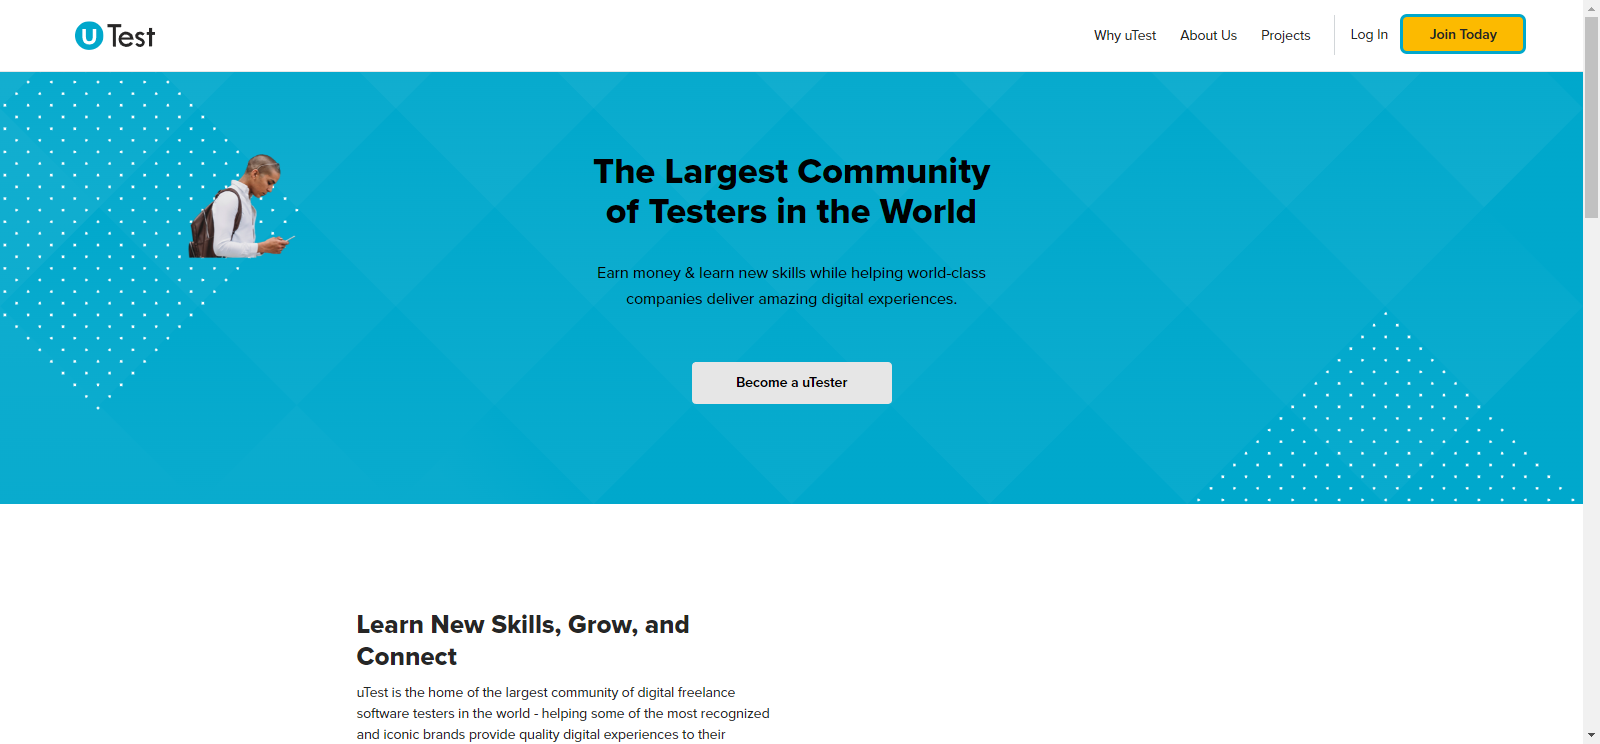 uTest
Why uTest
About Us
Projects
Log In
Join Today
The Largest Community
of Testers in the World
Earn money & learn new skills while helping world-class
companies deliver amazing digital experiences.
Become a uTester
Learn New Skills, Grow, and
Connect
uTest is the home of the largest community of digital freelance
software testers in the world - helping some of the most recognized
and iconic brands provide quality digital experiences to their